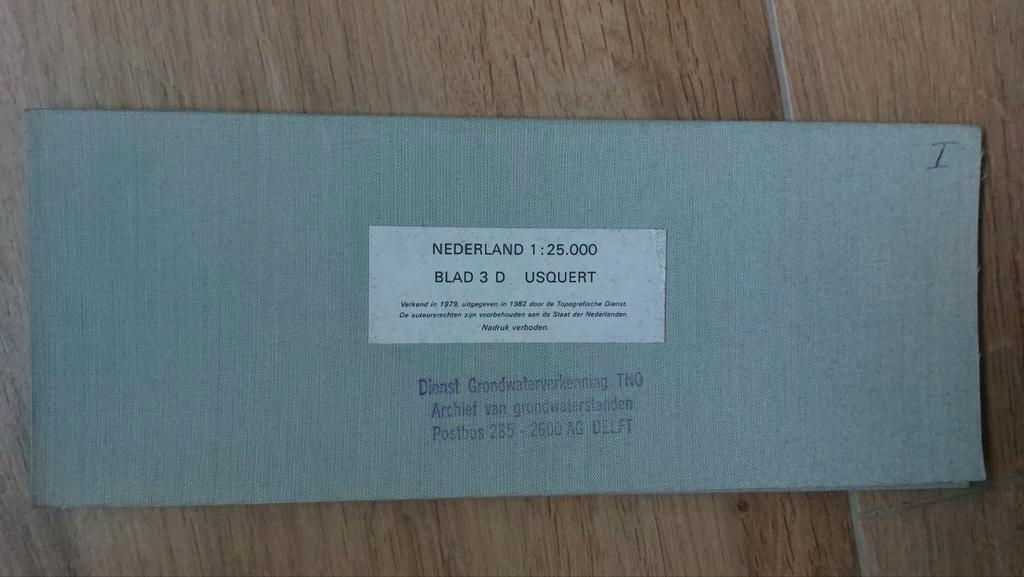 I
NEDERLAND 1:25.000
BLAD 3 D USQUERT
Verkend in 1979, uitgegeven in 1982 door de Topografische Dienst.
De auteursrechten zijn voorbehouden aan de Staat der Nederlanden.
Nadruk verboden.
Dienst Grondwaterverkenning TNO
Archief van grondwaterstanden
Postbus 285 - 2600 AG DELFT